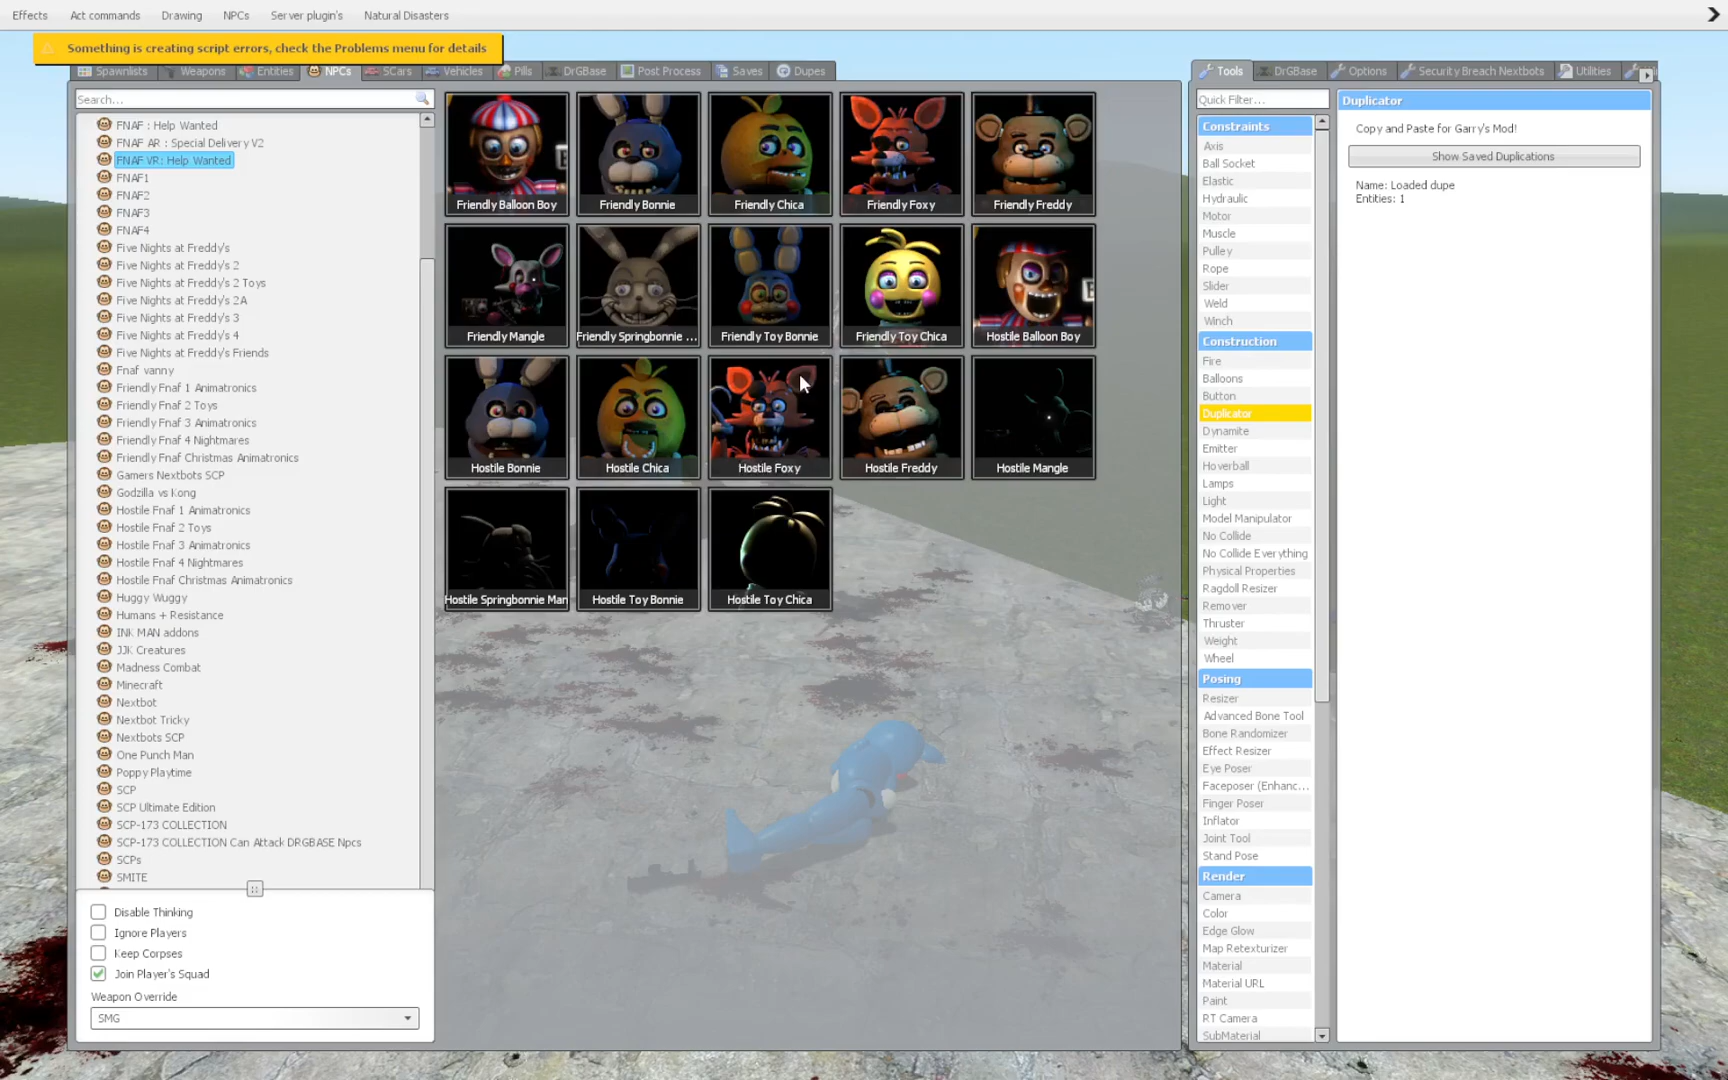 Effects Act commands Drawing NPCs Server plugin's Natural Disasters
Something is creating script errors, check the Problems menu for details
Spawnlists Weapons Entities NPCs SCars Vehicles Pills DrGBase Post Process Saves Dupes
Search...
FNAF : Help Wanted
FNAF AR : Special Delivery V2
FNAF VR: Help Wanted
FNAF1
FNAF2
FNAF3
FNAF4
Five Nights at Freddy's
Five Nights at Freddy's 2
Five Nights at Freddy's 2 Toys
Five Nights at Freddy's 2A
Five Nights at Freddy's 3
Five Nights at Freddy's 4
Five Nights at Freddy's Friends
Fnaf vanny
Friendly Fnaf 1 Animatronics
Friendly Fnaf 2 Toys
Friendly Fnaf 3 Animatronics
Friendly Fnaf 4 Nightmares
Friendly Fnaf Christmas Animatronics
Gamers Nextbots SCP
Godzilla vs Kong
Hostile Fnaf 1 Animatronics
Hostile Fnaf 2 Toys
Hostile Fnaf 3 Animatronics
Hostile Fnaf 4 Nightmares
Hostile Fnaf Christmas Animatronics
Huggy Wuggy
Humans + Resistance
INK MAN addons
JJK Creatures
Madness Combat
Minecraft
Nextbot
Nextbot Tricky
Nextbots SCP
One Punch Man
Poppy Playtime
SCP
SCP Ultimate Edition
SCP-173 COLLECTION
SCP-173 COLLECTION Can Attack DRGBASE Npcs
SCPs
SMITE
Disable Thinking
Ignore Players
Keep Corpses
Join Player's Squad
Weapon Override
SMG
Friendly Balloon Boy Friendly Bonnie Friendly Chica Friendly Foxy Friendly Freddy
Friendly Mangle Friendly Springbonnie ... Friendly Toy Bonnie Friendly Toy Chica Hostile Balloon Boy
Hostile Bonnie Hostile Chica Hostile Foxy Hostile Freddy Hostile Mangle
Hostile Springbonnie Man Hostile Toy Bonnie Hostile Toy Chica
Tools DrGBase Options Security Breach Nextbots Utilities
Quick Filter...
Constraints
Axis
Ball Socket
Elastic
Hydraulic
Motor
Muscle
Pulley
Rope
Slider
Weld
Winch
Construction
Fire
Balloons
Button
Duplicator
Dynamite
Emitter
Hoverball
Lamps
Light
Model Manipulator
No Collide
No Collide Everything
Physical Properties
Ragdoll Resizer
Remover
Thruster
Weight
Wheel
Posing
Resizer
Advanced Bone Tool
Bone Randomizer
Effect Resizer
Eye Poser
Faceposer (Enhanc...
Finger Poser
Inflator
Joint Tool
Stand Pose
Render
Camera
Color
Edge Glow
Map Retexturizer
Material
Material URL
Paint
RT Camera
SubMaterial
Duplicator
Copy and Paste for Garry's Mod!
Show Saved Duplications
Name: Loaded dupe
Entities: 1